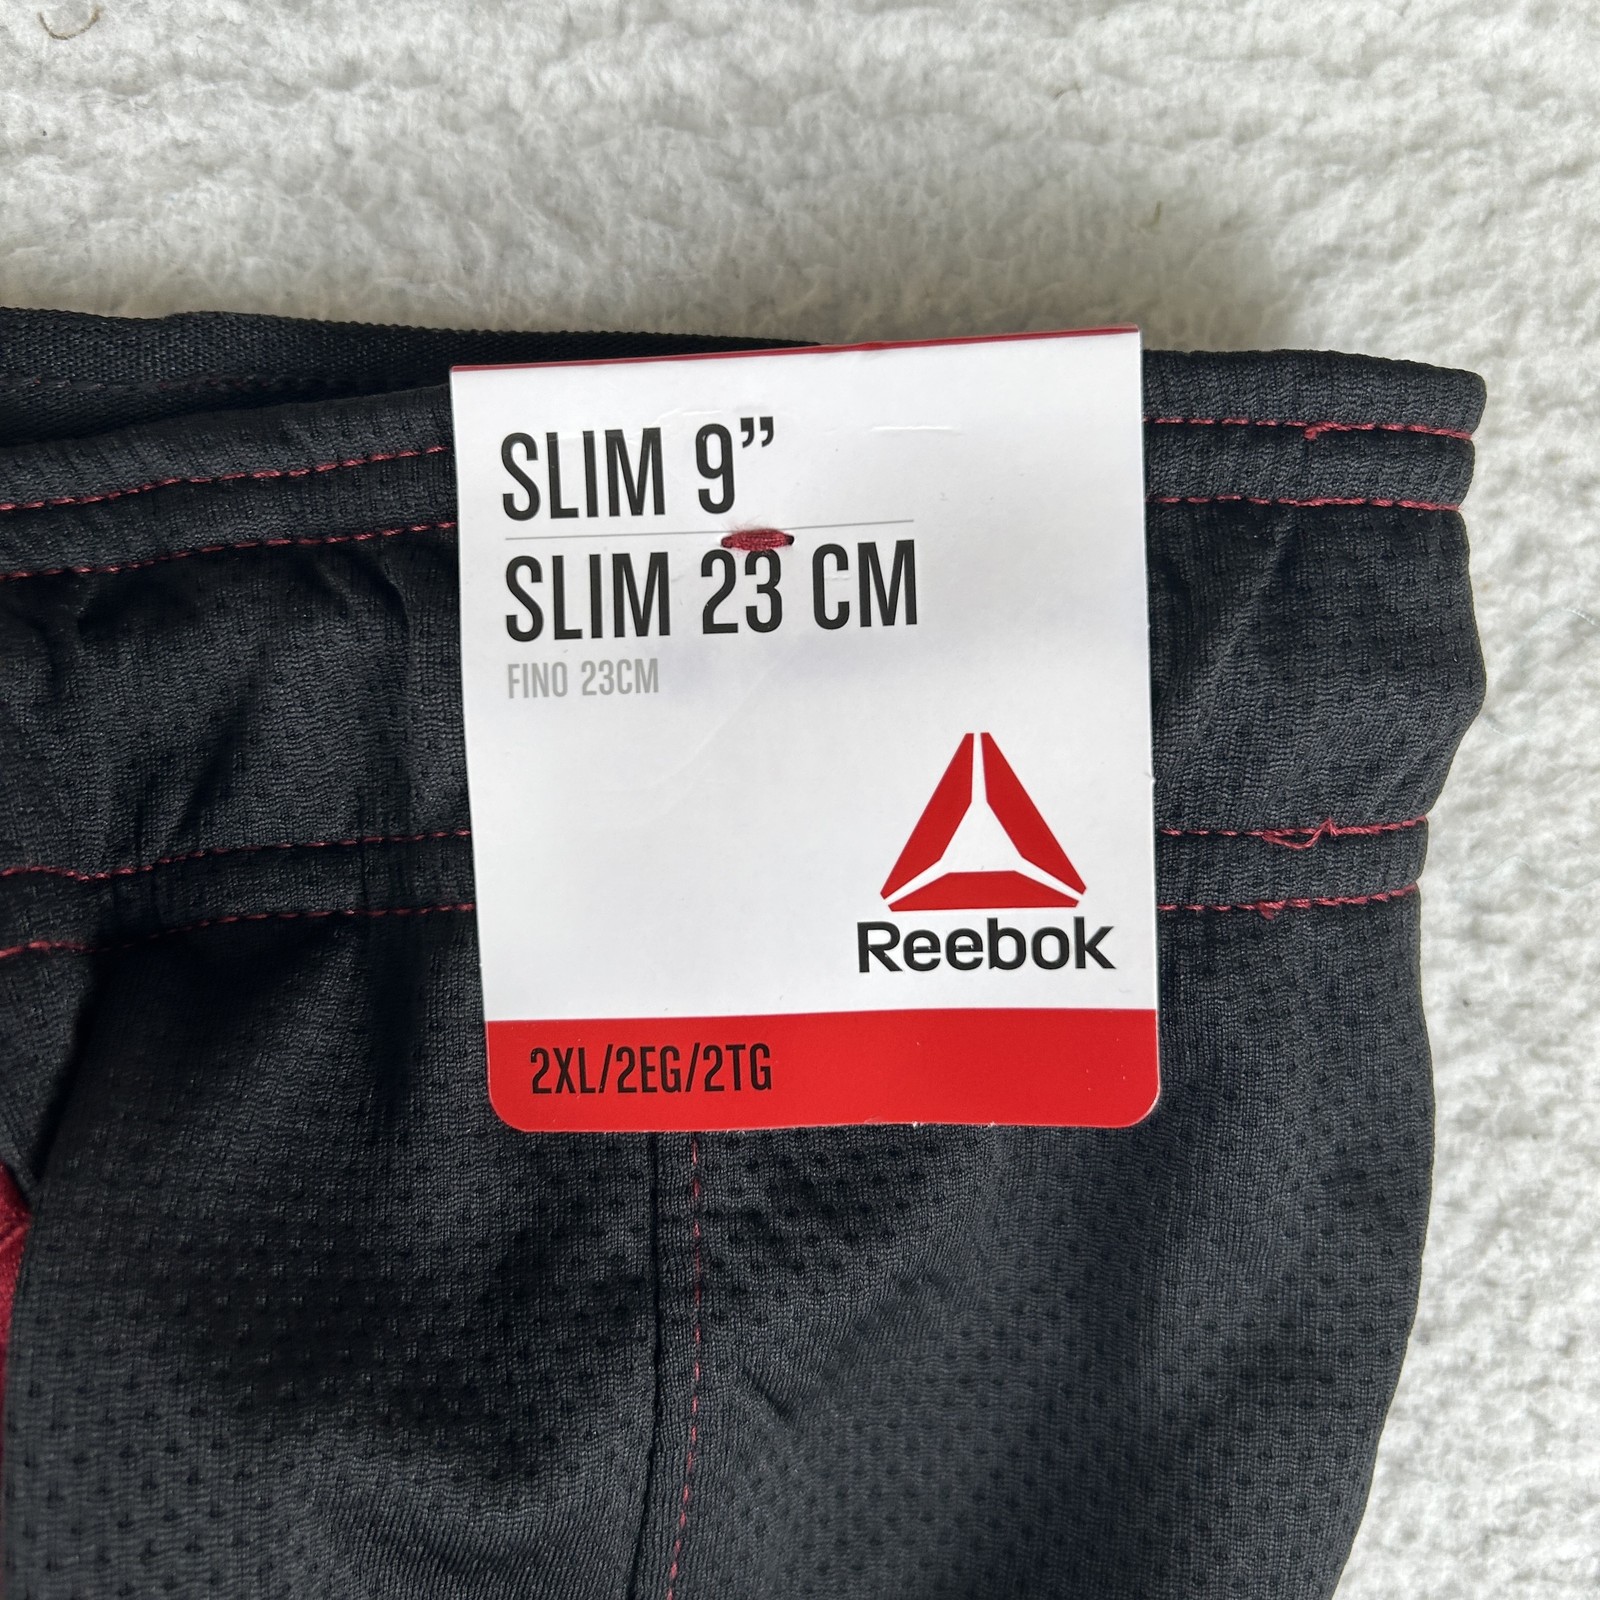 SLIM 9”
SLIM 23 CM
FINO 23CM
Reebok
2XL/2EG/2TG